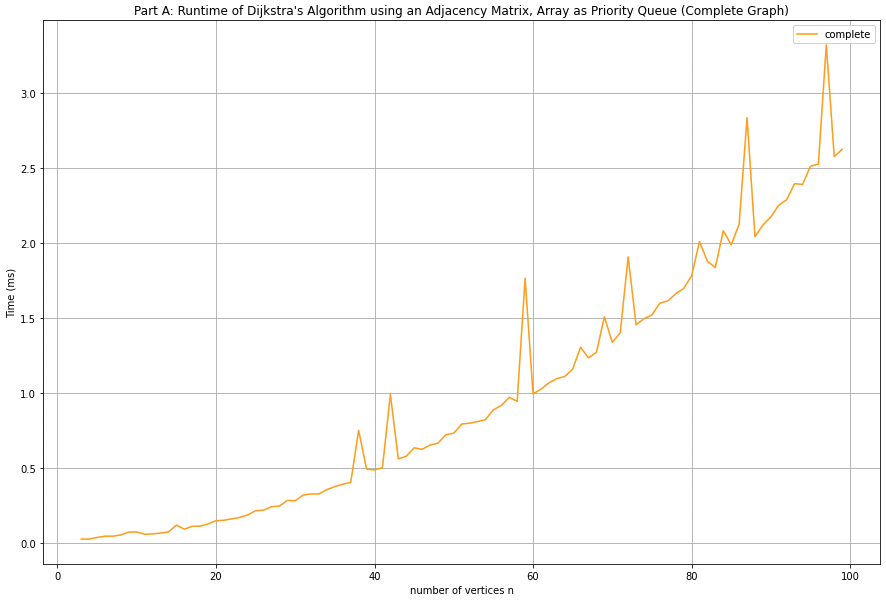 Part A: Runtime of Dijkstra's Algorithm using an Adjacency Matrix, Array as Priority Queue (Complete Graph)
complete
3.0
2.5
2.0
1.5
1.0
0.5
0.0
Time (ms)
0 20 40 60 80 100
number of vertices n